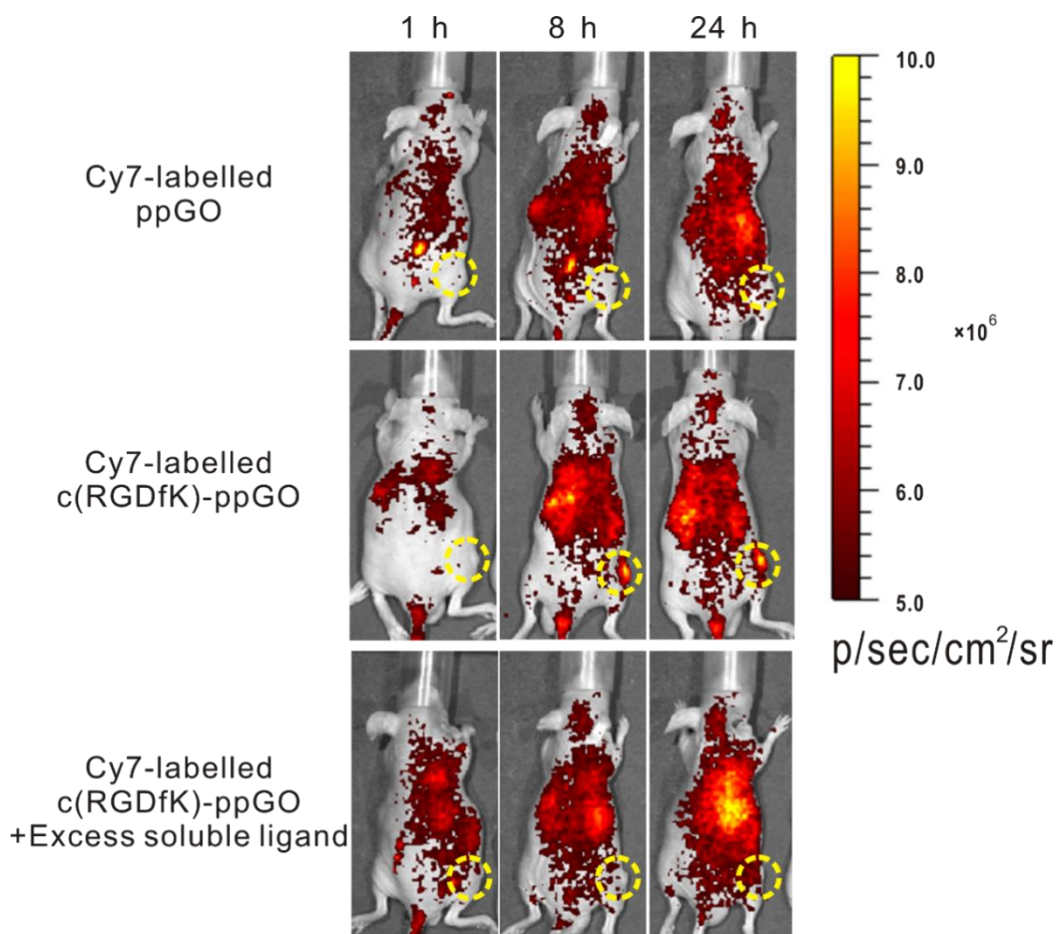 1 h 8 h 24 h
Cy7-labelled
ppGO
Cy7-labelled
c(RGDfK)-ppGO
Cy7-labelled
c(RGDfK)-ppGO
+Excess soluble ligand
10.0
9.0
8.0
×10⁶
7.0
6.0
5.0
p/sec/cm²/sr